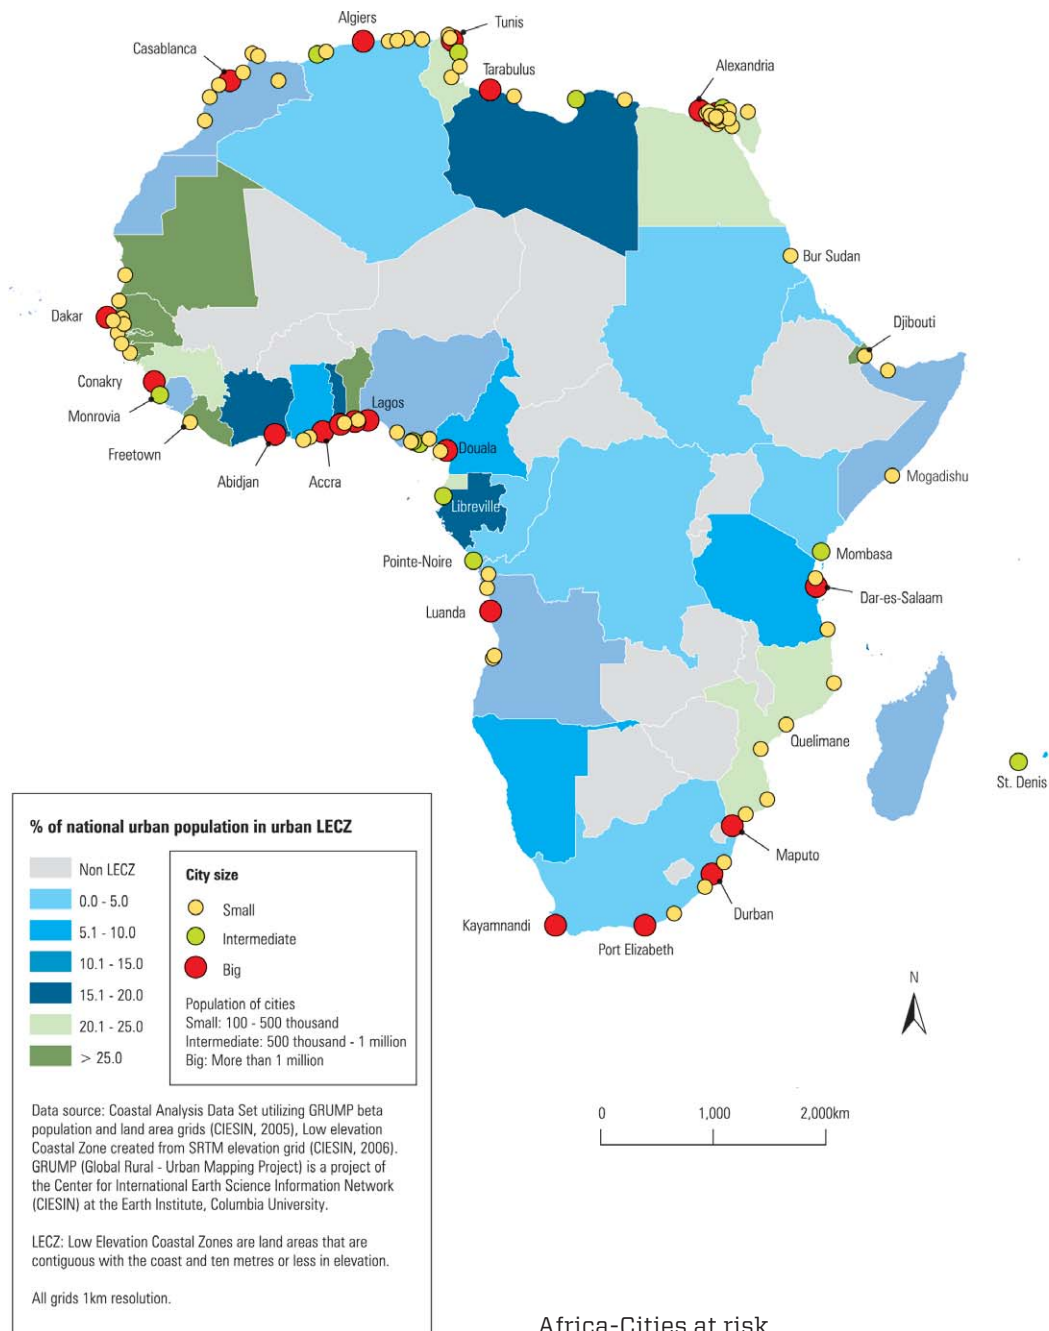 Algiers
Tunis
Casablanca
Tarabulus
Alexandria
Bur Sudan
Dakar
Djibouti
Conakry
Lagos
Monrovia
Freetown
Douala
Abidjan
Accra
Mogadishu
Libreville
Pointe-Noire
Mombasa
Dar-es-Salaam
Luanda
Quelimane
St. Denis
Maputo
Durban
Kayamnandi
Port Elizabeth
N
% of national urban population in urban LECZ
Non LECZ
0.0 - 5.0
5.1 - 10.0
10.1 - 15.0
15.1 - 20.0
20.1 - 25.0
> 25.0
City size
Small
Intermediate
Big
Population of cities
Small: 100 - 500 thousand
Intermediate: 500 thousand - 1 million
Big: More than 1 million
0 1,000 2,000km
Data source: Coastal Analysis Data Set utilizing GRUMP beta
population and land area grids (CIESIN, 2005), Low elevation
Coastal Zone created from SRTM elevation grid (CIESIN, 2006).
GRUMP (Global Rural - Urban Mapping Project) is a project of
the Center for International Earth Science Information Network
(CIESIN) at the Earth Institute, Columbia University.
LECZ: Low Elevation Coastal Zones are land areas that are
contiguous with the coast and ten metres or less in elevation.
All grids 1km resolution.
Africa-Cities at risk